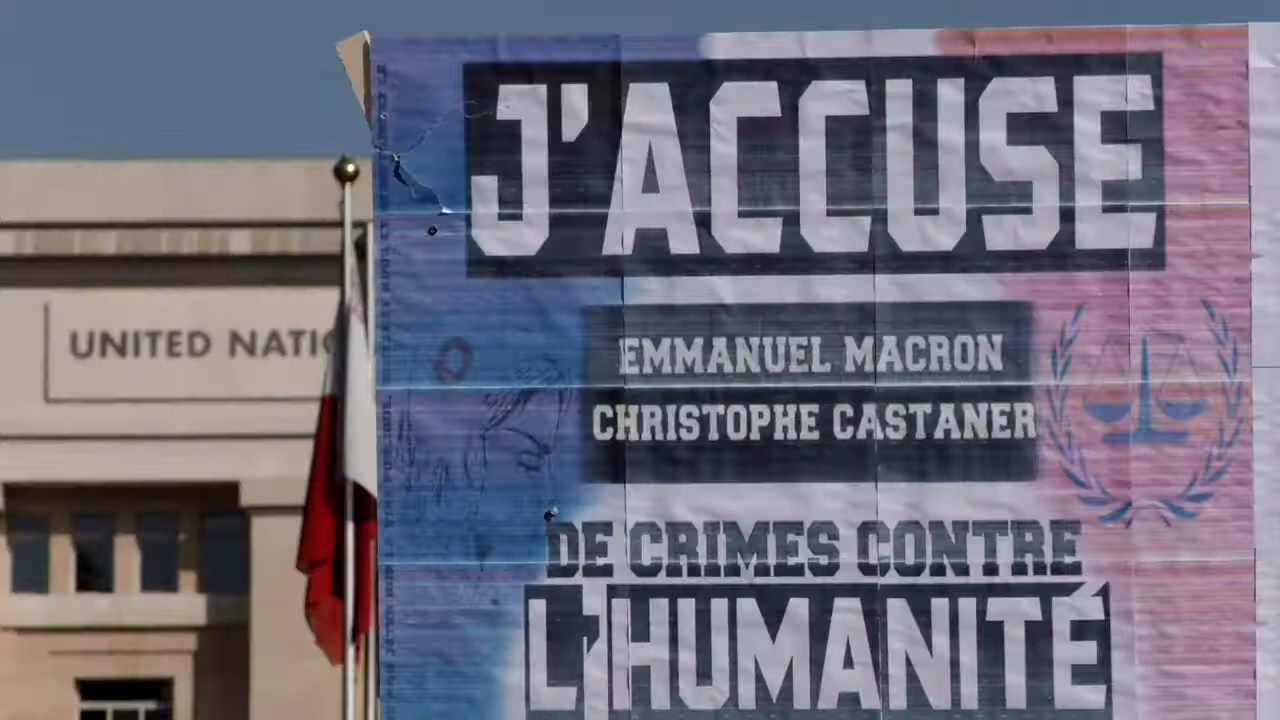 UNITED NATIO
J'ACCUSE
EMMANUEL MACRON
CHRISTOPHE CASTANER
DE CRIMES CONTRE
L'HUMANITÉ